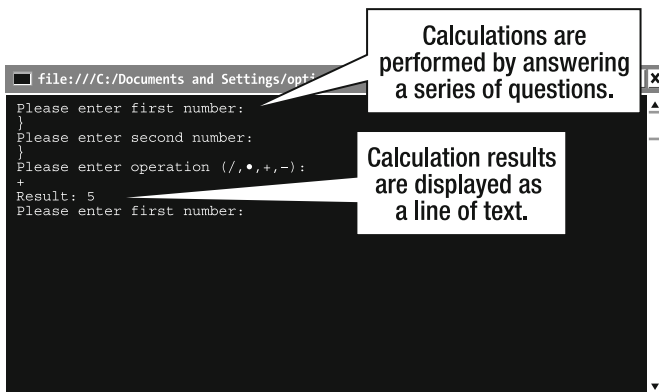 Calculations are
performed by answering
a series of questions.
file:///C:/Documents and Settings/opti
Please enter first number:
}
Please enter second number:
}
Please enter operation (/,•,+,–):
+
Result: 5
Please enter first number:
Calculation results
are displayed as
a line of text.